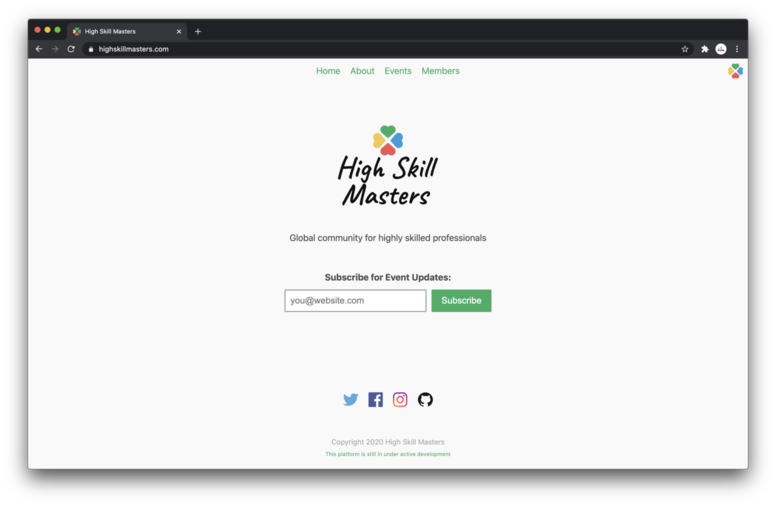 High Skill Masters
highskillmasters.com
Home About Events Members
High Skill
Masters
Global community for highly skilled professionals
Subscribe for Event Updates:
you@website.com Subscribe
Copyright 2020 High Skill Masters
This platform is still in under active development